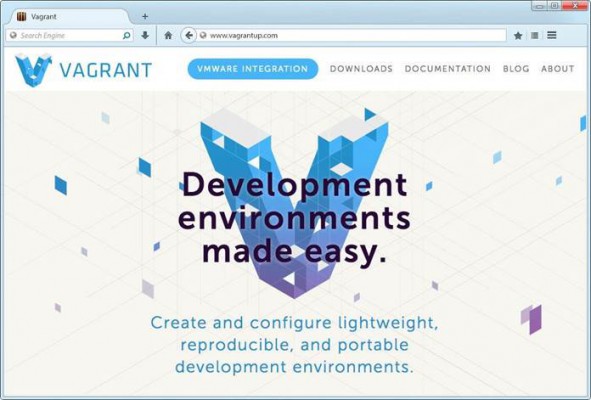 Vagrant
Search Engine
www.vagrantup.com
VAGRANT
VMWARE INTEGRATION DOWNLOADS DOCUMENTATION BLOG ABOUT
Development
environments
made easy.
Create and configure lightweight,
reproducible, and portable
development environments.